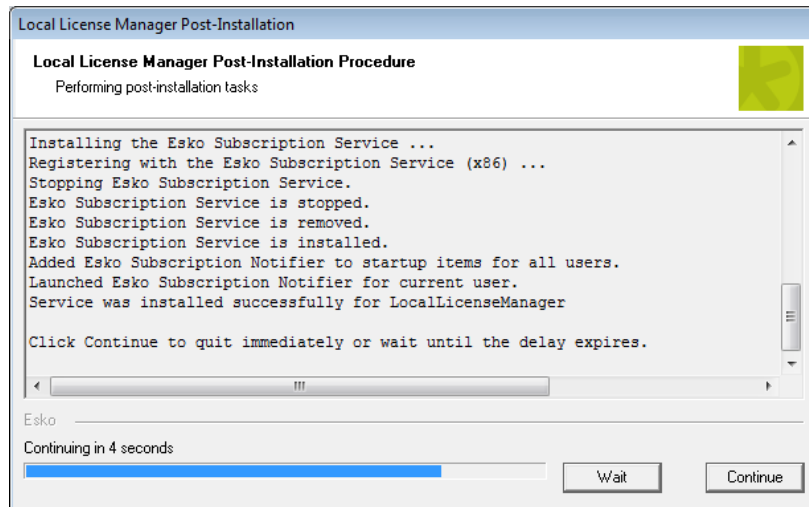 Local License Manager Post-Installation
Local License Manager Post-Installation Procedure
Performing post-installation tasks
Installing the Esko Subscription Service ...
Registering with the Esko Subscription Service (x86) ...
Stopping Esko Subscription Service.
Esko Subscription Service is stopped.
Esko Subscription Service is removed.
Esko Subscription Service is installed.
Added Esko Subscription Notifier to startup items for all users.
Launched Esko Subscription Notifier for current user.
Service was installed successfully for LocalLicenseManager
Click Continue to quit immediately or wait until the delay expires.
Esko
Continuing in 4 seconds
Wait
Continue